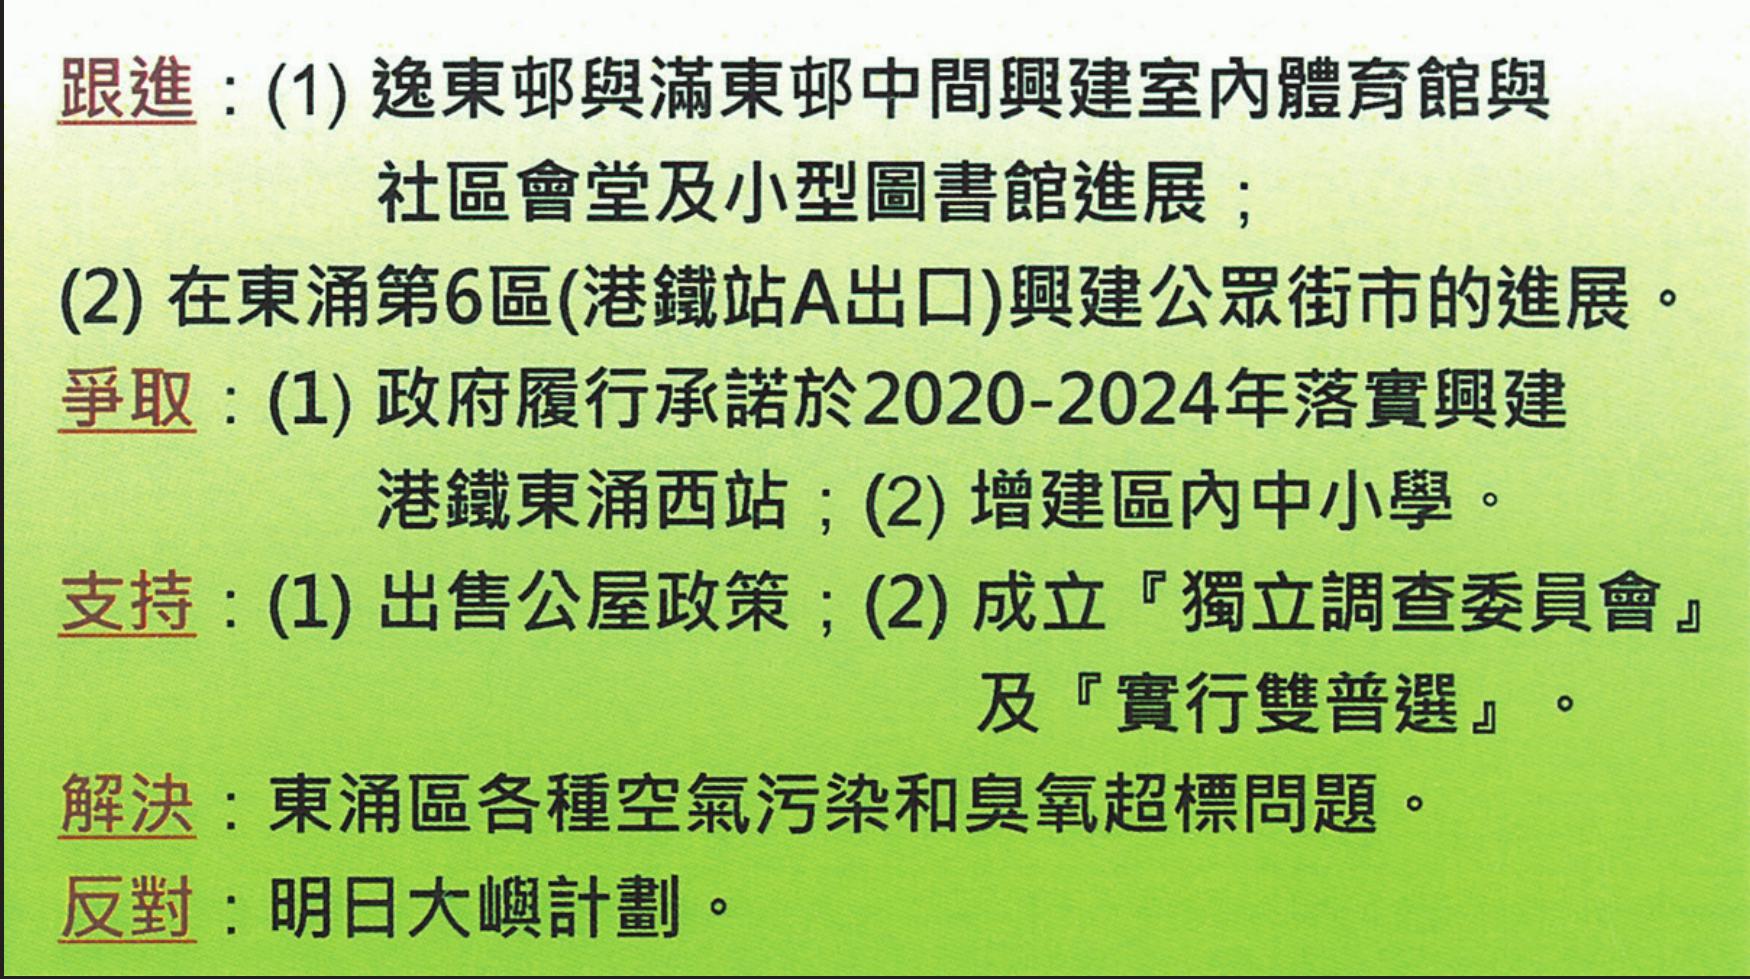 跟進：(1) 逸東邨與滿東邨中間興建室內體育館與
社區會堂及小型圖書館進展；
(2) 在東涌第6區(港鐵站A出口)興建公眾街市的進展。
爭取：(1) 政府履行承諾於2020-2024年落實興建
港鐵東涌西站；(2) 增建區內中小學。
支持：(1) 出售公屋政策；(2) 成立『獨立調查委員會』
及『實行雙普選』。
解決：東涌區各種空氣污染和臭氧超標問題。
反對：明日大嶼計劃。